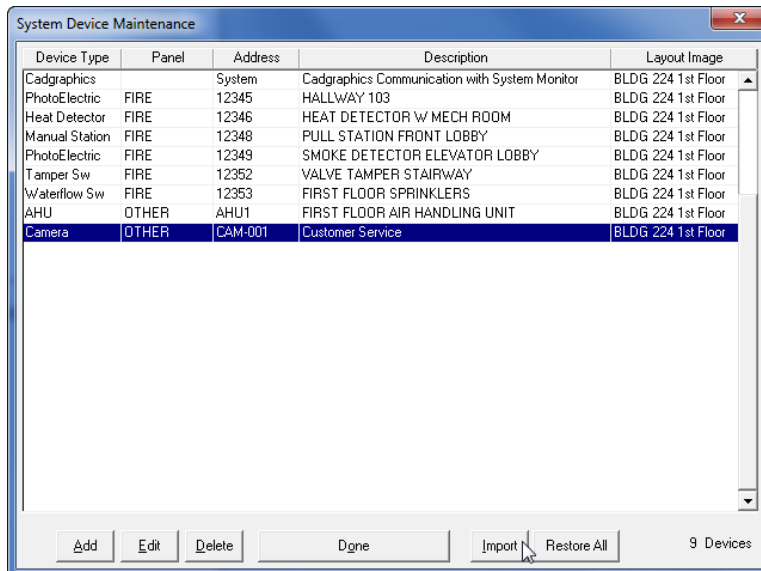 System Device Maintenance
Device Type Panel Address Description Layout Image
Cadgraphics System Cadgraphics Communication with System Monitor BLDG 224 1st Floor
PhotoElectric FIRE 12345 HALLWAY 103 BLDG 224 1st Floor
Heat Detector FIRE 12346 HEAT DETECTOR W MECH ROOM BLDG 224 1st Floor
Manual Station FIRE 12348 PULL STATION FRONT LOBBY BLDG 224 1st Floor
PhotoElectric FIRE 12349 SMOKE DETECTOR ELEVATOR LOBBY BLDG 224 1st Floor
Tamper Sw FIRE 12352 VALVE TAMPER STAIRWAY BLDG 224 1st Floor
Waterflow Sw FIRE 12353 FIRST FLOOR SPRINKLERS BLDG 224 1st Floor
AHU OTHER AHU1 FIRST FLOOR AIR HANDLING UNIT BLDG 224 1st Floor
Camera OTHER CAM-001 Customer Service BLDG 224 1st Floor
Add Edit Delete Done Import Restore All 9 Devices